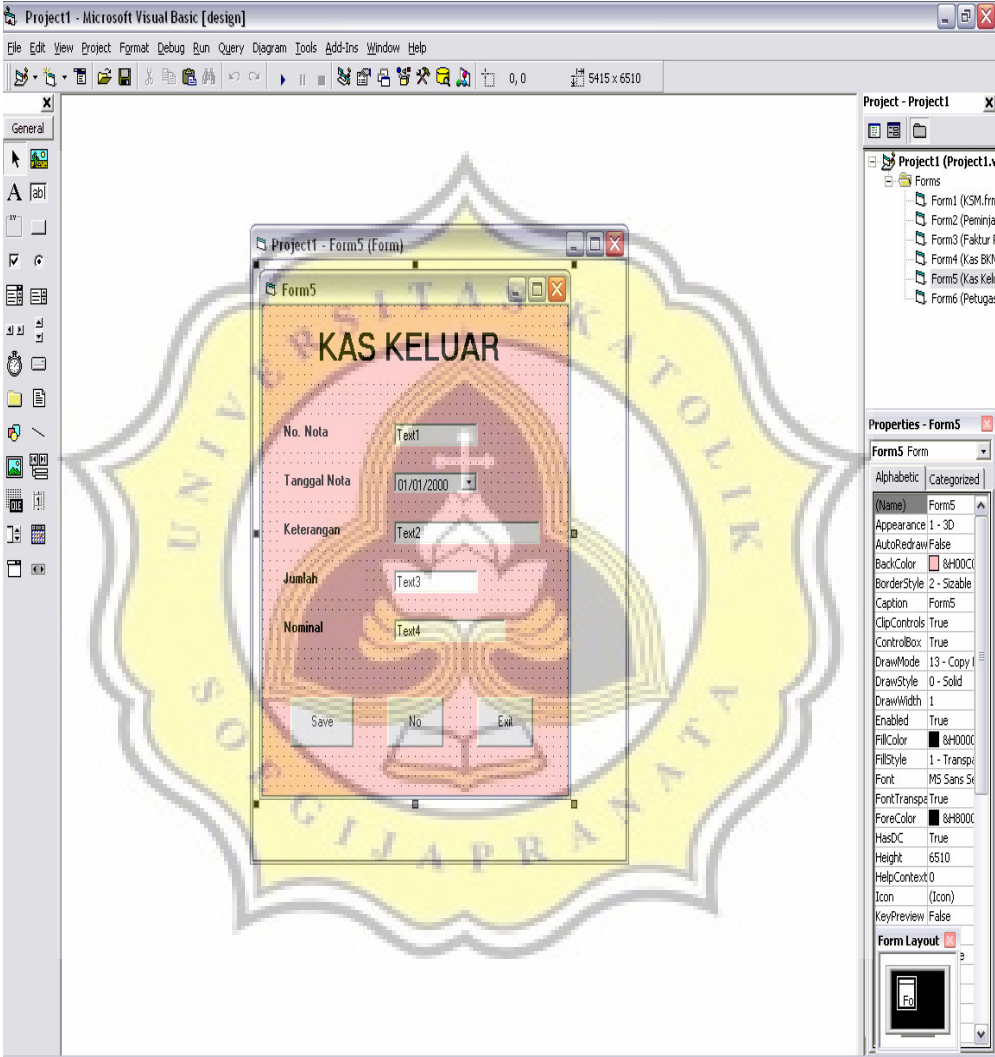 Project1 - Microsoft Visual Basic [design]
File Edit View Project Format Debug Run Query Diagram Tools Add-Ins Window Help
0, 0
5415 x 6510
General
Project - Project1
Project1 (Project1.v
Forms
Form1 (KSM.frm
Form2 (Peminja
Form3 (Faktur P
Form4 (Kas BKM
Form5 (Kas Kelu
Form6 (Petugas
Project1 - Form5 (Form)
Form5
KAS KELUAR
No. Nota
Text1
Tanggal Nota
01/01/2000
Keterangan
Text2
Jumlah
Text3
Nominal
Text4
Save
No
Exit
UNIVERSITAS KATOLIK
SOEGIJAPRANATA
Properties - Form5
Form5 Form
Alphabetic Categorized
(Name) Form5
Appearance 1 - 3D
AutoRedraw False
BackColor &H00C0
BorderStyle 2 - Sizable
Caption Form5
ClipControls True
ControlBox True
DrawMode 13 - Copy
DrawStyle 0 - Solid
DrawWidth 1
Enabled True
FillColor &H0000
FillStyle 1 - Transpa
Font MS Sans Se
FontTranspa True
ForeColor &H8000
HasDC True
Height 6510
HelpContext 0
Icon (Icon)
KeyPreview False
Form Layout
Fo